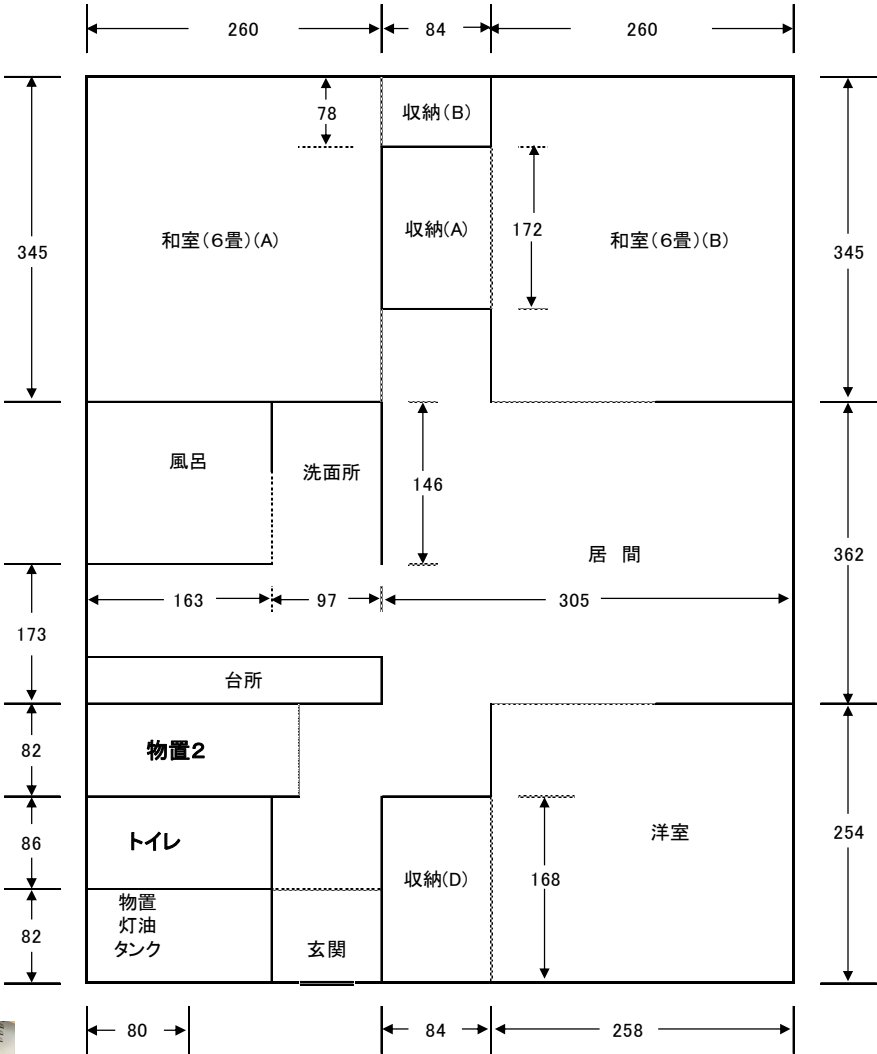 260
84
260
78
収納(B)
345
和室(6畳)(A)
収納(A)
172
和室(6畳)(B)
345
風呂
洗面所
146
居 間
362
163
97
305
173
台所
82
物置2
86
トイレ
洋室
254
収納(D)
168
物置
灯油
タンク
82
玄関
80
84
258